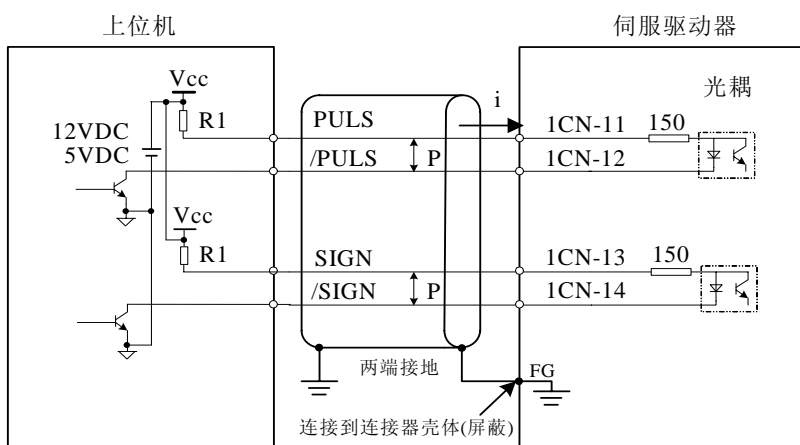 上位机
伺服驱动器
Vcc
R1
12VDC
5VDC
PULS
/PULS
P
i
1CN-11
150
1CN-12
光耦
Vcc
R1
SIGN
/SIGN
P
1CN-13
150
1CN-14
两端接地
FG
连接到连接器壳体(屏蔽)